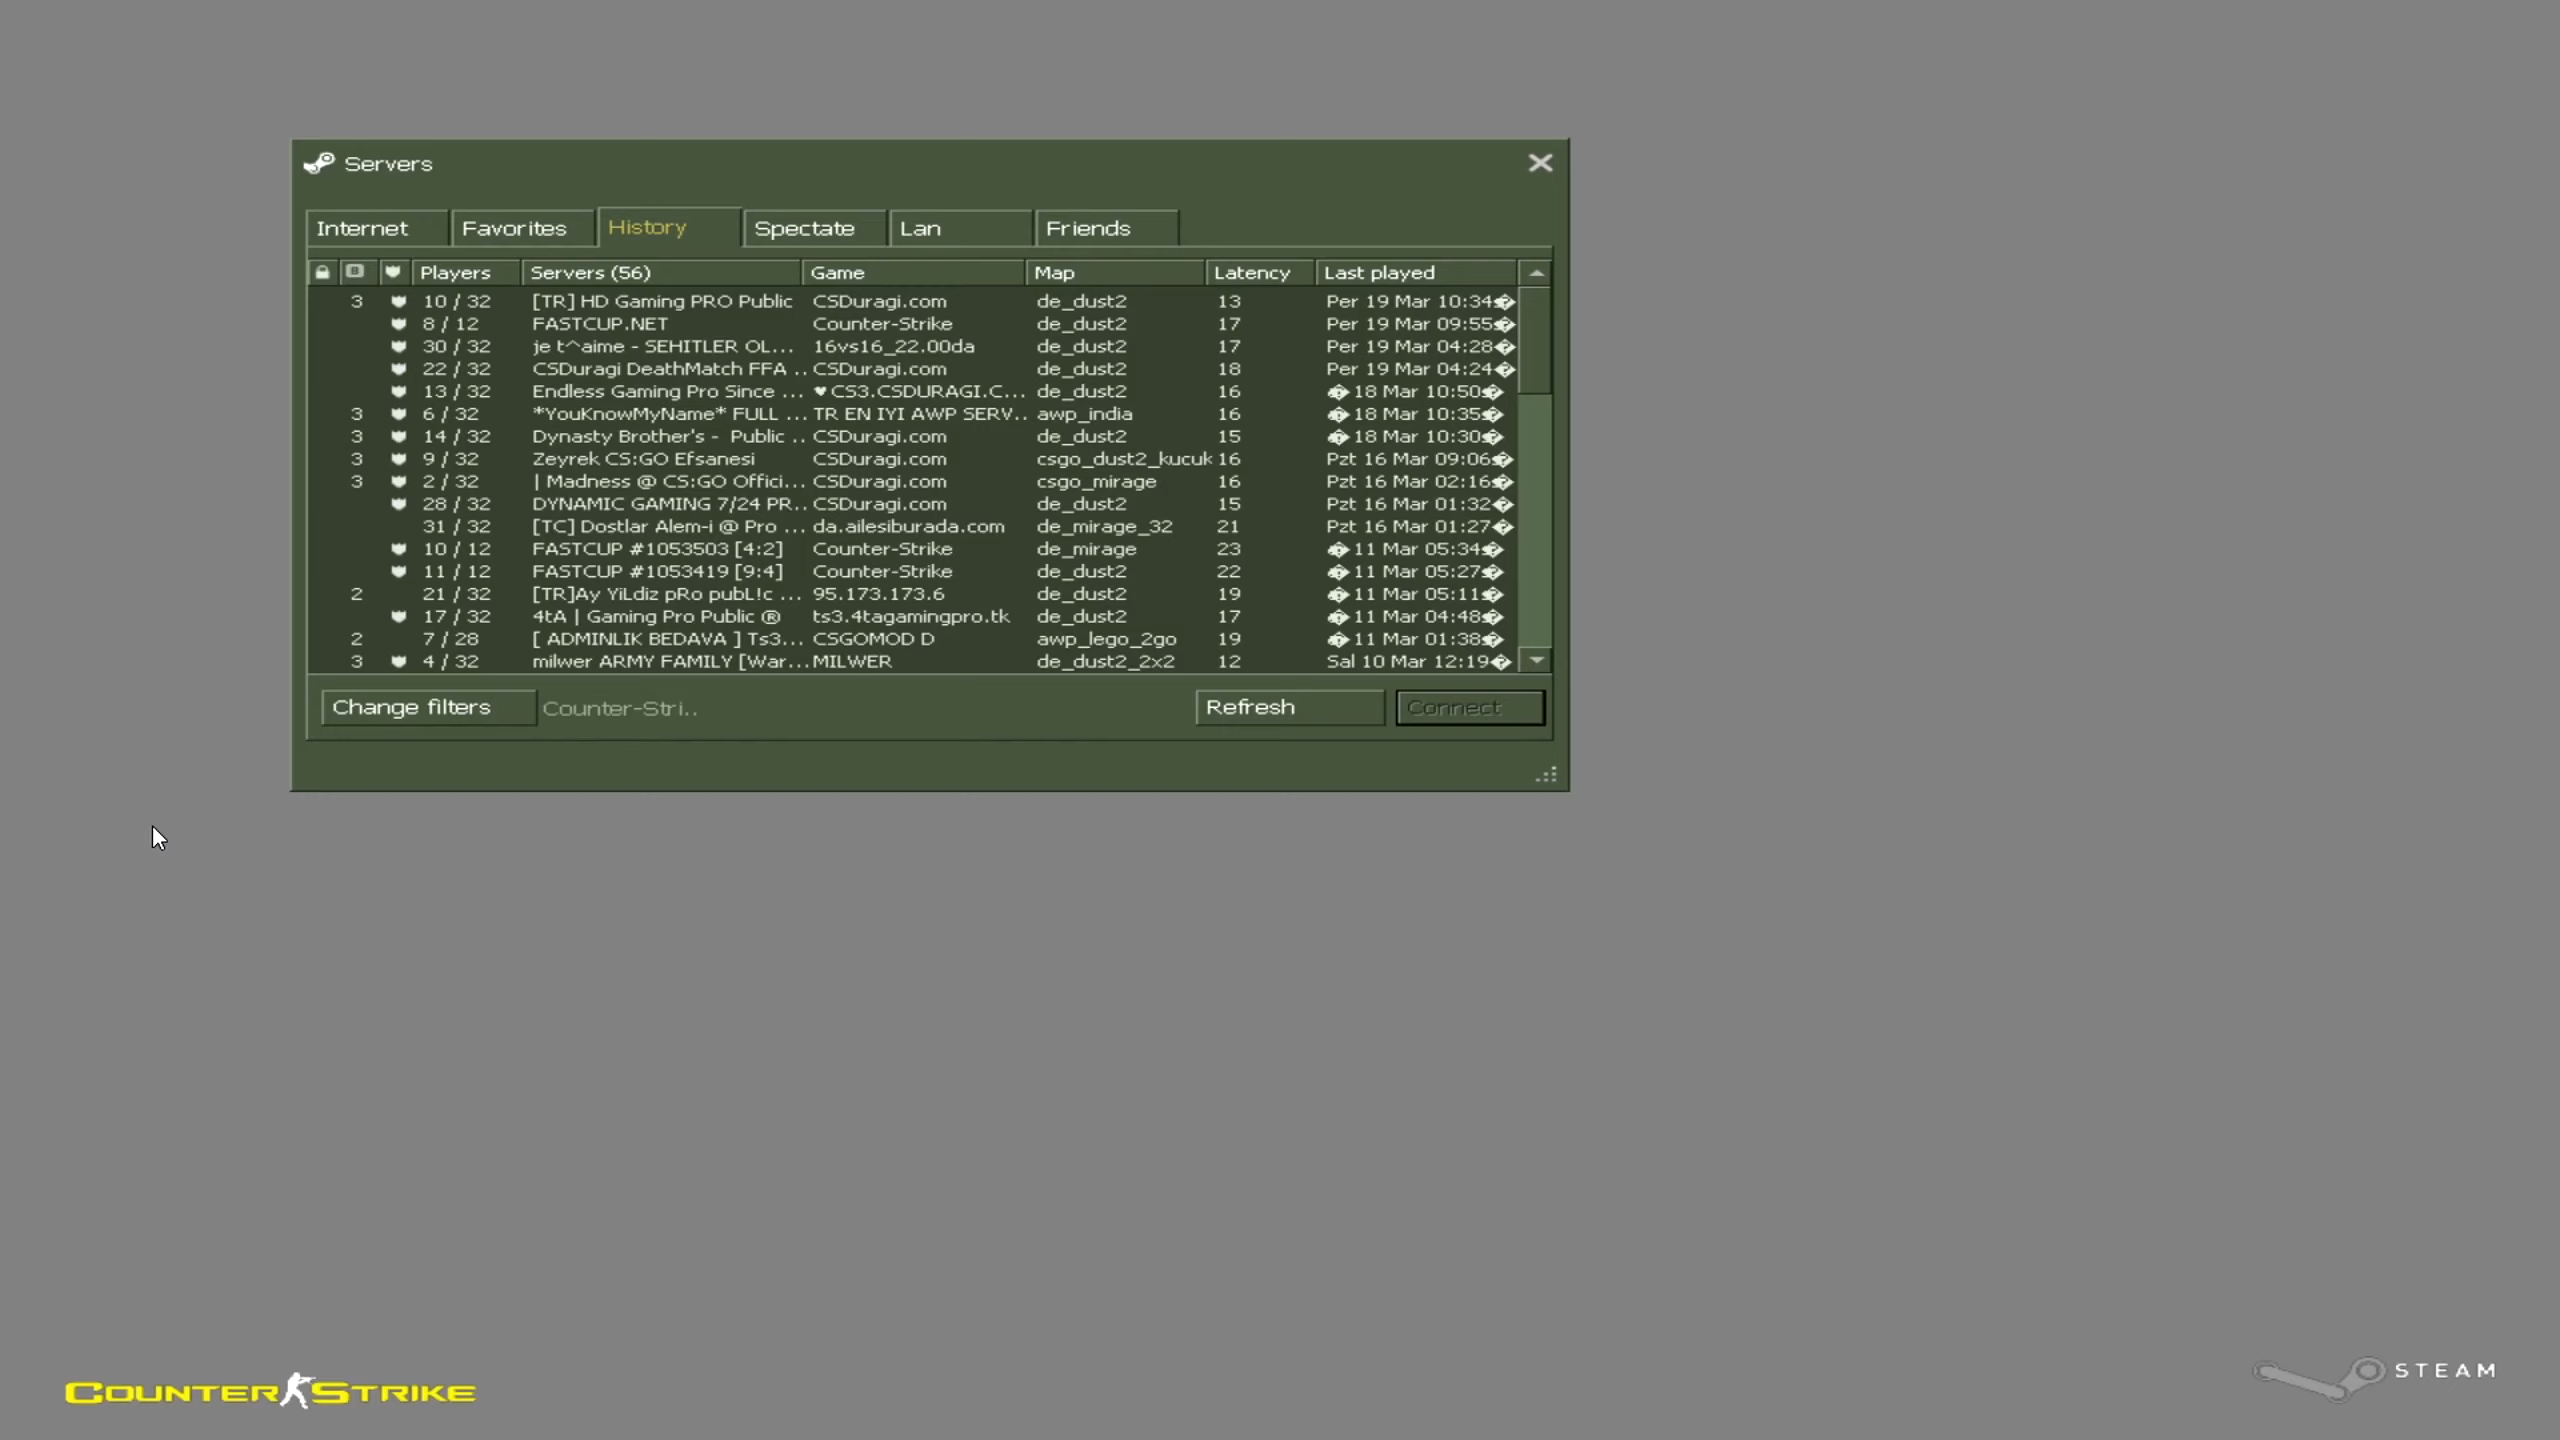 Servers
Internet Favorites History Spectate Lan Friends
Players Servers (56) Game Map Latency Last played
3 10 / 32 [TR] HD Gaming PRO Public CSDuragi.com de_dust2 13 Per 19 Mar 10:34s�
8 / 12 FASTCUP.NET Counter-Strike de_dust2 17 Per 19 Mar 09:55s�
30 / 32 je t^aime - SEHITLER OL... 16vs16_22.00da de_dust2 17 Per 19 Mar 04:28�
22 / 32 CSDuragi DeathMatch FFA .. CSDuragi.com de_dust2 18 Per 19 Mar 04:24�
13 / 32 Endless Gaming Pro Since ... ♥CS3.CSDURAGI.C... de_dust2 16 � 18 Mar 10:50�
3 6 / 32 *YouKnowMyName* FULL ... TR EN IYI AWP SERV.. awp_india 16 � 18 Mar 10:35s�
3 14 / 32 Dynasty Brother's - Public .. CSDuragi.com de_dust2 15 � 18 Mar 10:30s�
3 9 / 32 Zeyrek CS:GO Efsanesi CSDuragi.com csgo_dust2_kucuk 16 Pzt 16 Mar 09:06s�
3 2 / 32 | Madness @ CS:GO Offici... CSDuragi.com csgo_mirage 16 Pzt 16 Mar 02:16s�
28 / 32 DYNAMIC GAMING 7/24 PR.. CSDuragi.com de_dust2 15 Pzt 16 Mar 01:32�
31 / 32 [TC] Dostlar Alem-i @ Pro ... da.ailesiburada.com de_mirage_32 21 Pzt 16 Mar 01:27�
10 / 12 FASTCUP #1053503 [4:2] Counter-Strike de_mirage 23 � 11 Mar 05:34s�
11 / 12 FASTCUP #1053419 [9:4] Counter-Strike de_dust2 22 � 11 Mar 05:27s�
2 21 / 32 [TR]Ay YiLdiz pRo pubL!c ... 95.173.173.6 de_dust2 19 � 11 Mar 05:11s�
17 / 32 4tA | Gaming Pro Public ® ts3.4tagamingpro.tk de_dust2 17 � 11 Mar 04:48s�
2 7 / 28 [ ADMINLIK BEDAVA ] Ts3... CSGOMOD D awp_lego_2go 19 � 11 Mar 01:38s�
3 4 / 32 milwer ARMY FAMILY [War... MILWER de_dust2_2x2 12 Sal 10 Mar 12:19�
Change filters Counter-Stri.. Refresh Connect
COUNTER STRIKE
STEAM